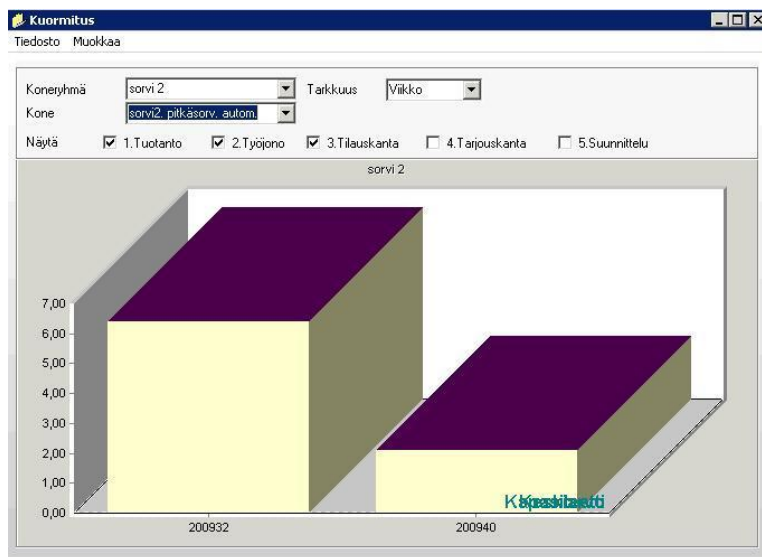 Kuormitus
Tiedosto Muokkaa
Koneryhmä sorvi 2 Tarkkuus Viikko
Kone sorvi2. pitkäsorv. autom.
Näytä 1.Tuotanto 2.Työjono 3.Tilauskanta 4.Tarjouskanta 5.Suunnittelu
sorvi 2
7,00
6,00
5,00
4,00
3,00
2,00
1,00
0,00
200932 200940